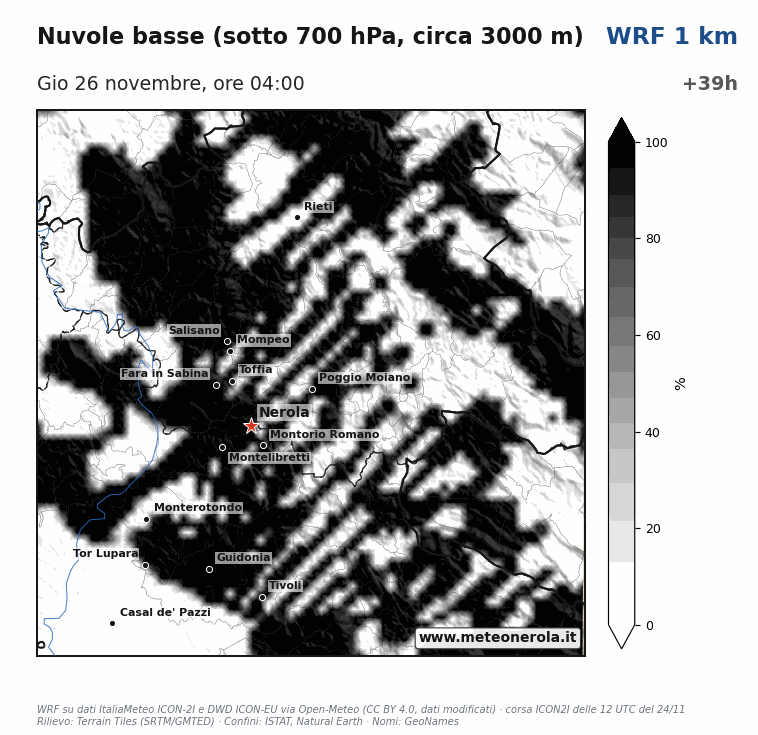 Nuvole basse (sotto 700 hPa, circa 3000 m) WRF 1 km
Gio 26 novembre, ore 04:00 +39h
100
80
60
40
20
0
%
Rieti
Salisano
Mompeo
Fara in Sabina
Toffia
Poggio Moiano
Nerola
Montorio Romano
Montelibretti
Monterotondo
Tor Lupara
Guidonia
Tivoli
Casal de' Pazzi
www.meteonerola.it
WRF su dati ItaliaMeteo ICON-2I e DWD ICON-EU via Open-Meteo (CC BY 4.0, dati modificati) · corsa ICON2I delle 12 UTC del 24/11
Rilievo: Terrain Tiles (SRTM/GMTED) · Confini: ISTAT, Natural Earth · Nomi: GeoNames